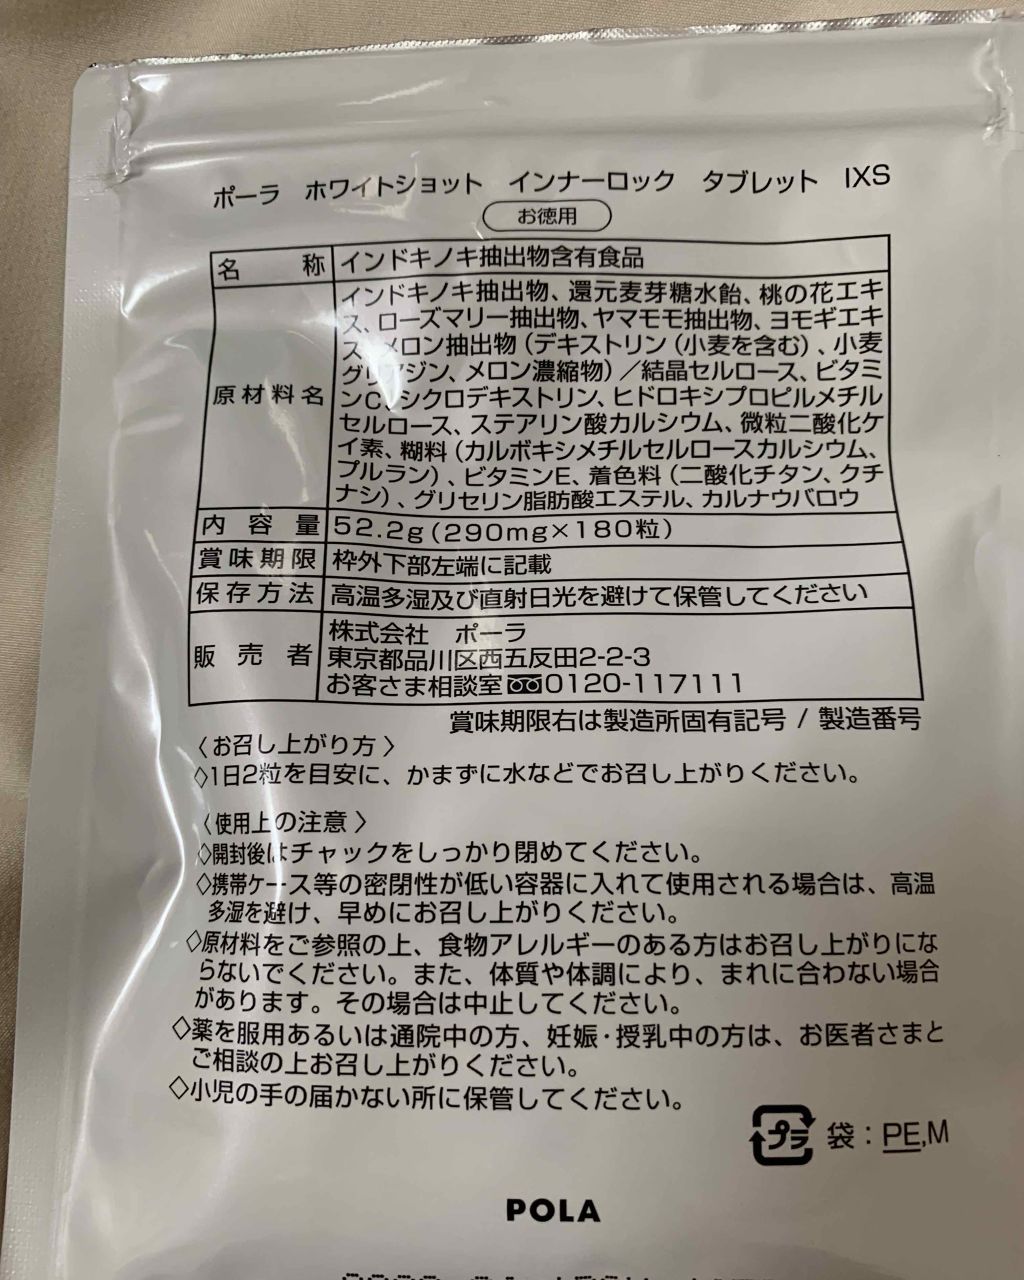 ポーラ ホワイトショット インナーロック タブレット IXS
お徳用
名称 インドキノキ抽出物含有食品
原材料名
インドキノキ抽出物、還元麦芽糖水飴、桃の花エキ
ス、ローズマリー抽出物、ヤマモモ抽出物、ヨモギエキ
ス、メロン抽出物(デキストリン(小麦を含む)、小麦
グリアジン、メロン濃縮物)/結晶セルロース、ビタミ
ンC、シクロデキストリン、ヒドロキシプロピルメチル
セルロース、ステアリン酸カルシウム、微粒二酸化ケ
イ素、糊料(カルボキシメチルセルロースカルシウム、
プルラン)、ビタミンE、着色料(二酸化チタン、クチ
ナシ)、グリセリン脂肪酸エステル、カルナウバロウ
内容量 52.2g(290mg×180粒)
賞味期限 枠外下部左端に記載
保存方法 高温多湿及び直射日光を避けて保管してください
販売者
株式会社 ポーラ
東京都品川区西五反田2-2-3
お客さま相談室 0120-117111
賞味期限右は製造所固有記号 / 製造番号
〈お召し上がり方〉
◇1日2粒を目安に、かまずに水などでお召し上がりください。
〈使用上の注意〉
◇開封後はチャックをしっかり閉めてください。
◇携帯ケース等の密閉性が低い容器に入れて使用される場合は、高温
多湿を避け、早めにお召し上がりください。
◇原材料をご参照の上、食物アレルギーのある方はお召し上がりにな
らないでください。また、体質や体調により、まれに合わない場合
があります。その場合は中止してください。
◇薬を服用あるいは通院中の方、妊娠・授乳中の方は、お医者さまと
ご相談の上お召し上がりください。
◇小児の手の届かない所に保管してください。
プラ 袋:PE,M
POLA